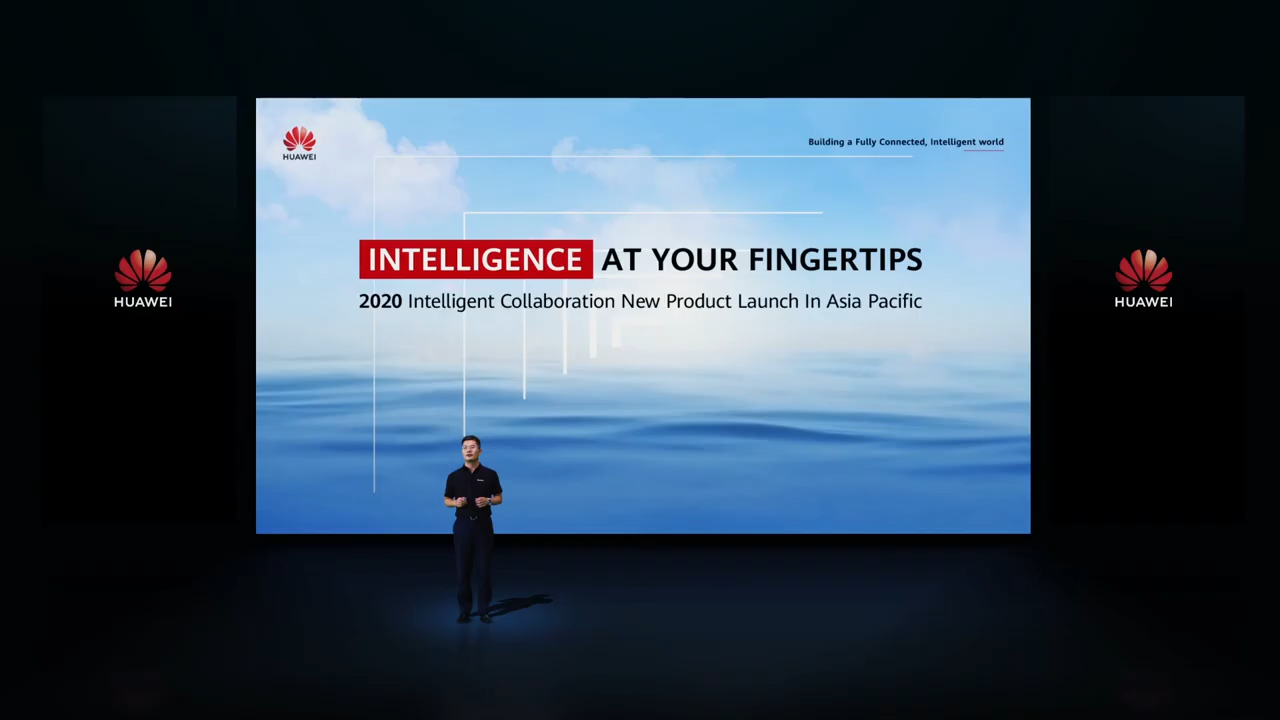 HUAWEI
Building a Fully Connected, Intelligent world
INTELLIGENCE AT YOUR FINGERTIPS
2020 Intelligent Collaboration New Product Launch In Asia Pacific
HUAWEI
HUAWEI